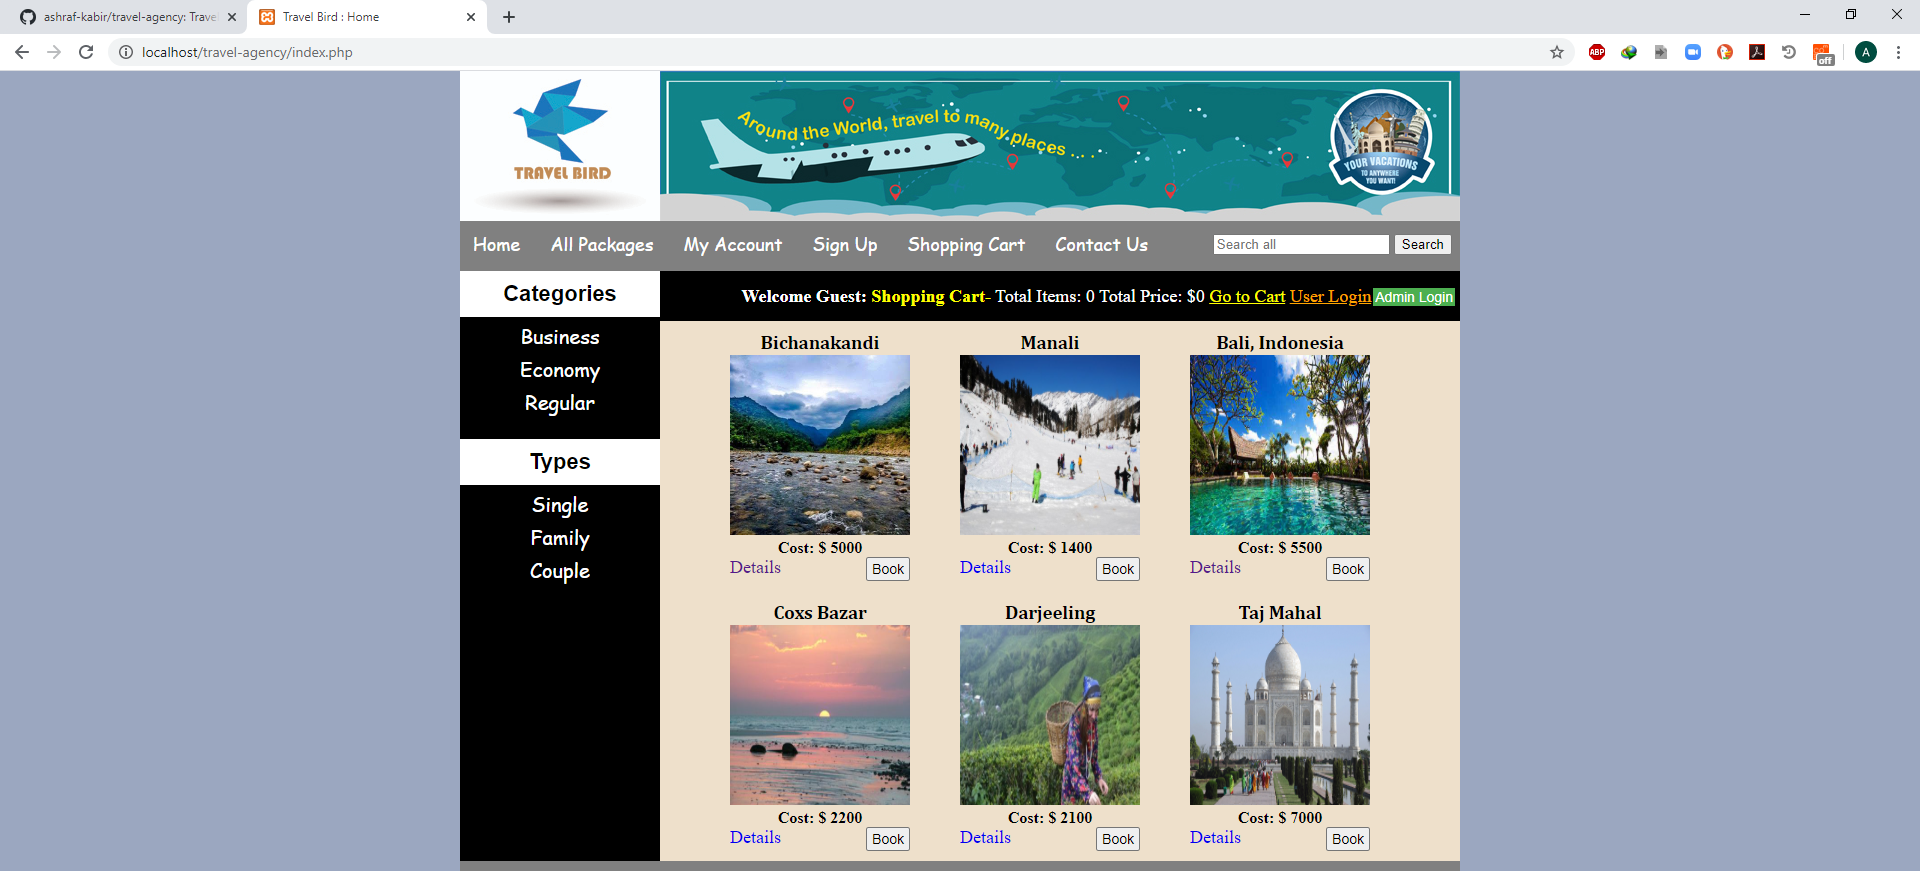 ashraf-kabir/travel-agency: Trave
Travel Bird : Home
localhost/travel-agency/index.php
ABP
off
A
TRAVEL BIRD
Around the World, travel to many places ... .
YOUR VACATIONS
TO ANYWHERE
YOU WANT!
Home All Packages My Account Sign Up Shopping Cart Contact Us Search all Search
Categories
Welcome Guest: Shopping Cart- Total Items: 0 Total Price: $0 Go to Cart User Login Admin Login
Business
Economy
Regular
Types
Single
Family
Couple
Bichanakandi Manali Bali, Indonesia
Cost: $ 5000 Cost: $ 1400 Cost: $ 5500
Details Book Details Book Details Book
Coxs Bazar Darjeeling Taj Mahal
Cost: $ 2200 Cost: $ 2100 Cost: $ 7000
Details Book Details Book Details Book